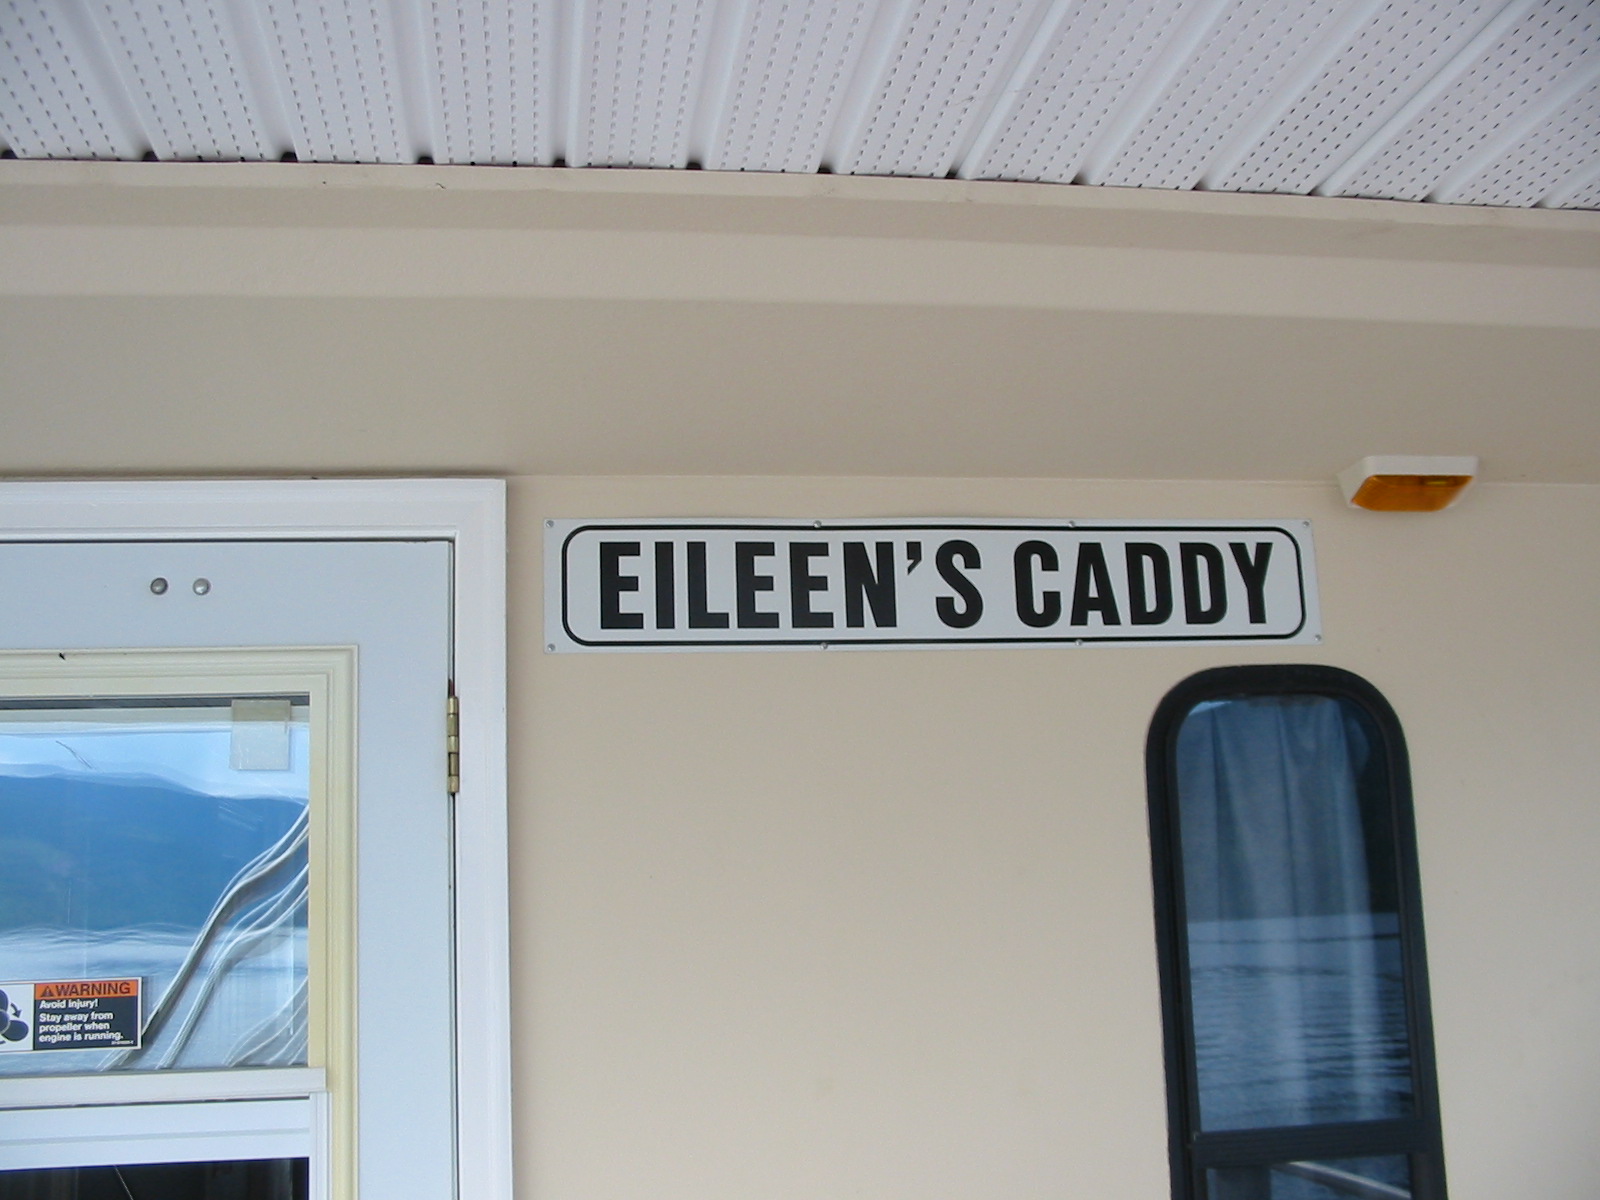 EILEEN'S CADDY
WARNING
Avoid injury!
Stay away from
propeller when
engine is running.